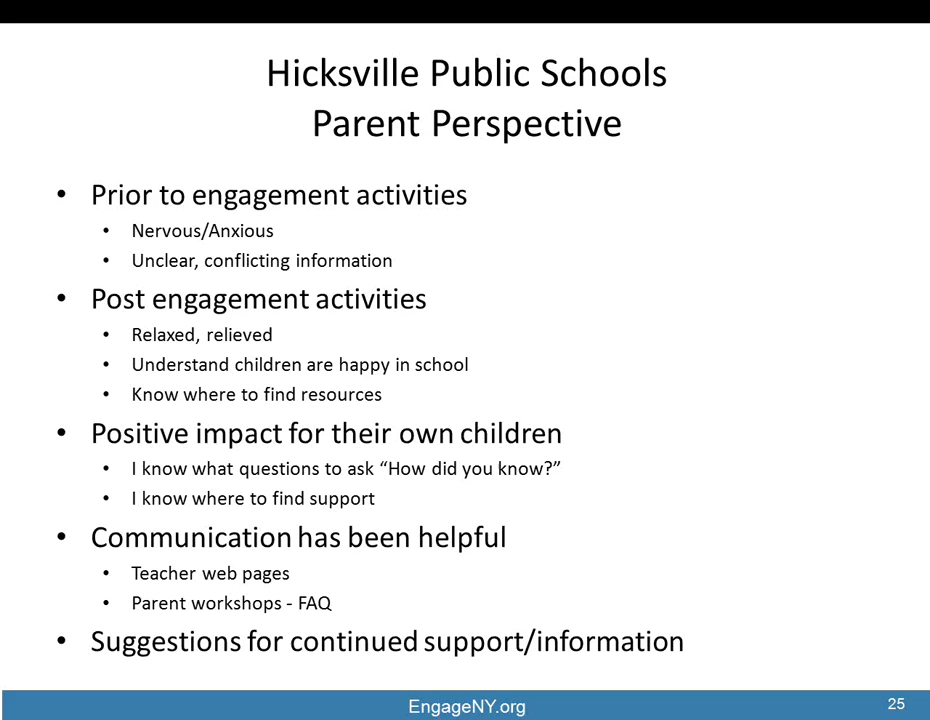 Hicksville Public Schools
Parent Perspective
• Prior to engagement activities
• Nervous/Anxious
• Unclear, conflicting information
• Post engagement activities
• Relaxed, relieved
• Understand children are happy in school
• Know where to find resources
• Positive impact for their own children
• I know what questions to ask “How did you know?”
• I know where to find support
• Communication has been helpful
• Teacher web pages
• Parent workshops - FAQ
• Suggestions for continued support/information
EngageNY.org
25